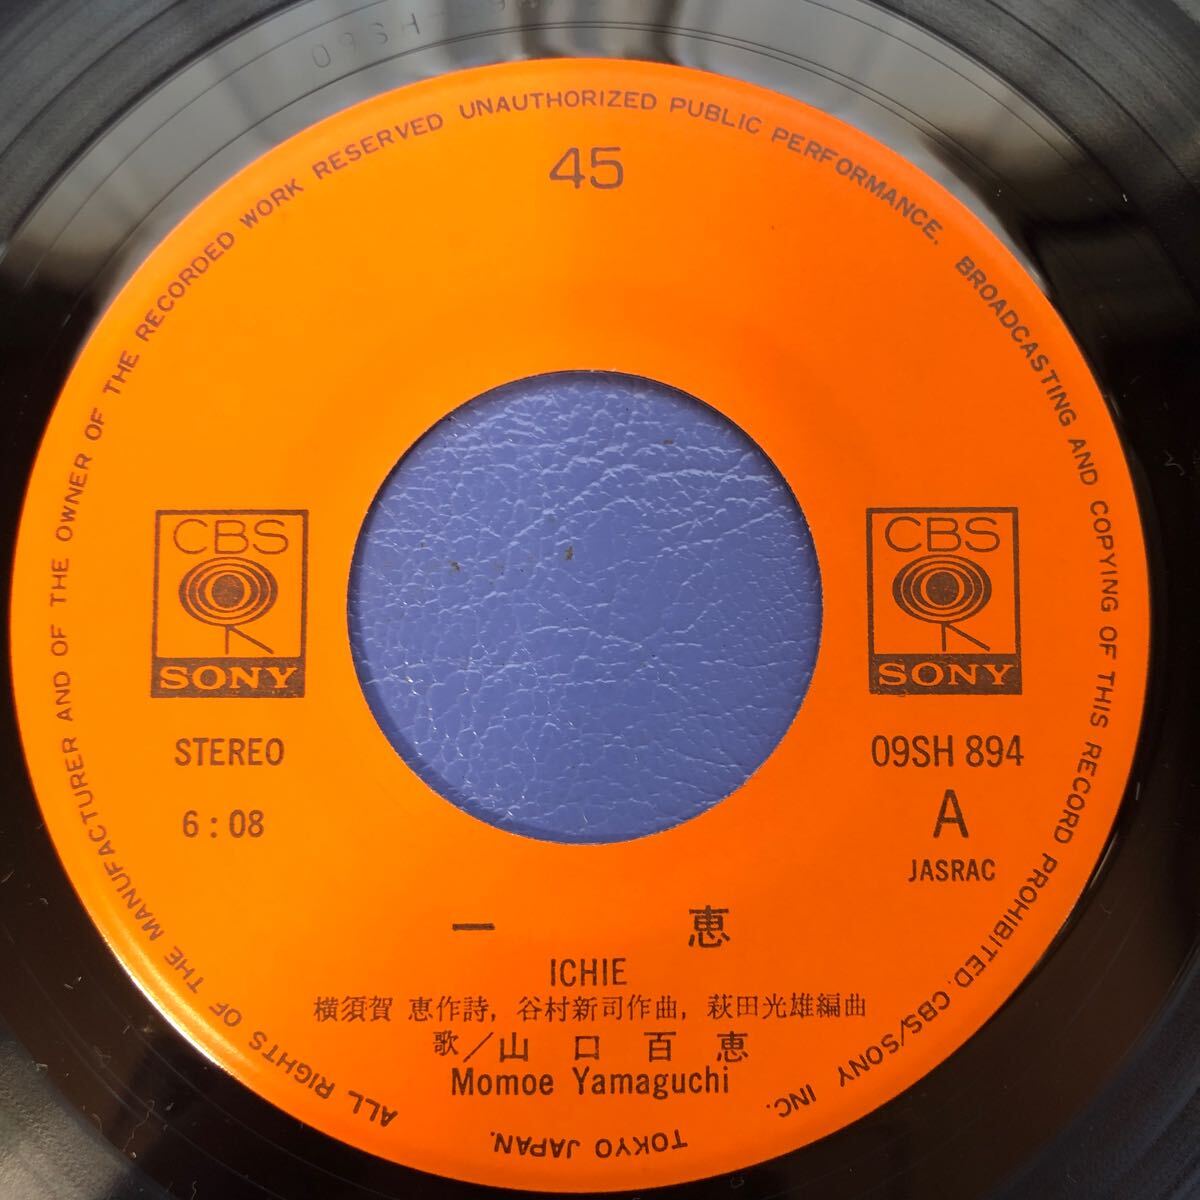 09SH
ALL RIGHTS OF THE MANUFACTURER AND OF THE OWNER OF THE RECORDED WORK RESERVED UNAUTHORIZED PUBLIC PERFORMANCE. BROADCASTING AND COPYING OF THIS RECORD PROHIBITED. CBS/SONY INC. TOKYO JAPAN.
45
CBS
SONY
CBS
SONY
STEREO
6:08
09SH 894
A
JASRAC
一恵
ICHIE
横須賀 恵作詩, 谷村新司作曲, 萩田光雄編曲
歌/山口百恵
Momoe Yamaguchi